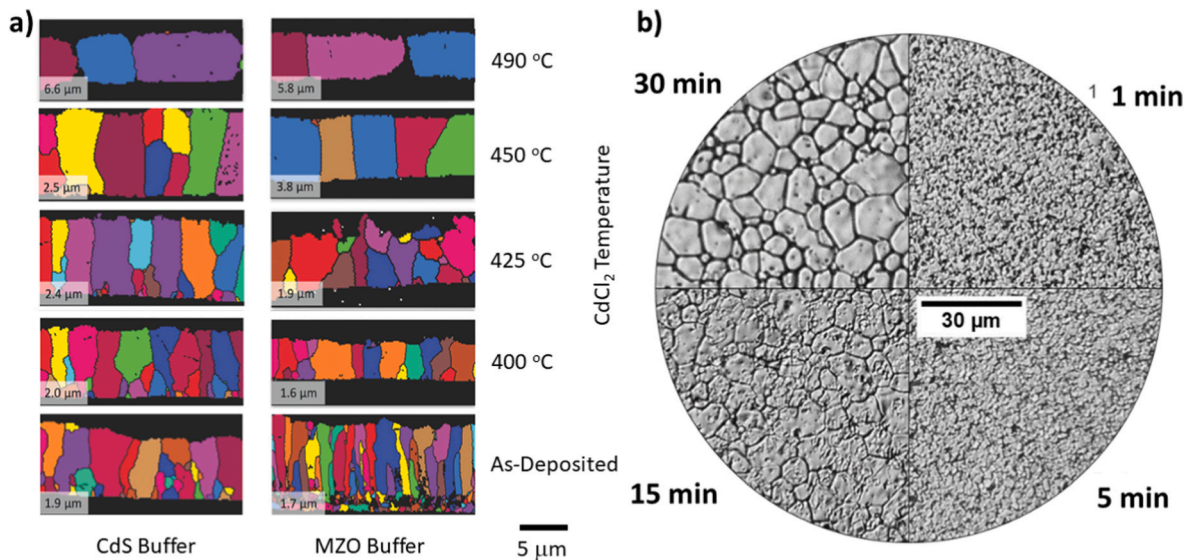 a)
6.6 µm
5.8 µm
490 °C
2.5 µm
3.8 µm
450 °C
2.4 µm
1.9 µm
425 °C
2.0 µm
1.6 µm
400 °C
1.9 µm
1.7 µm
As-Deposited
CdS Buffer
MZO Buffer
5 µm
CdCl₂ Temperature
b)
30 min
1
1 min
30 µm
15 min
5 min